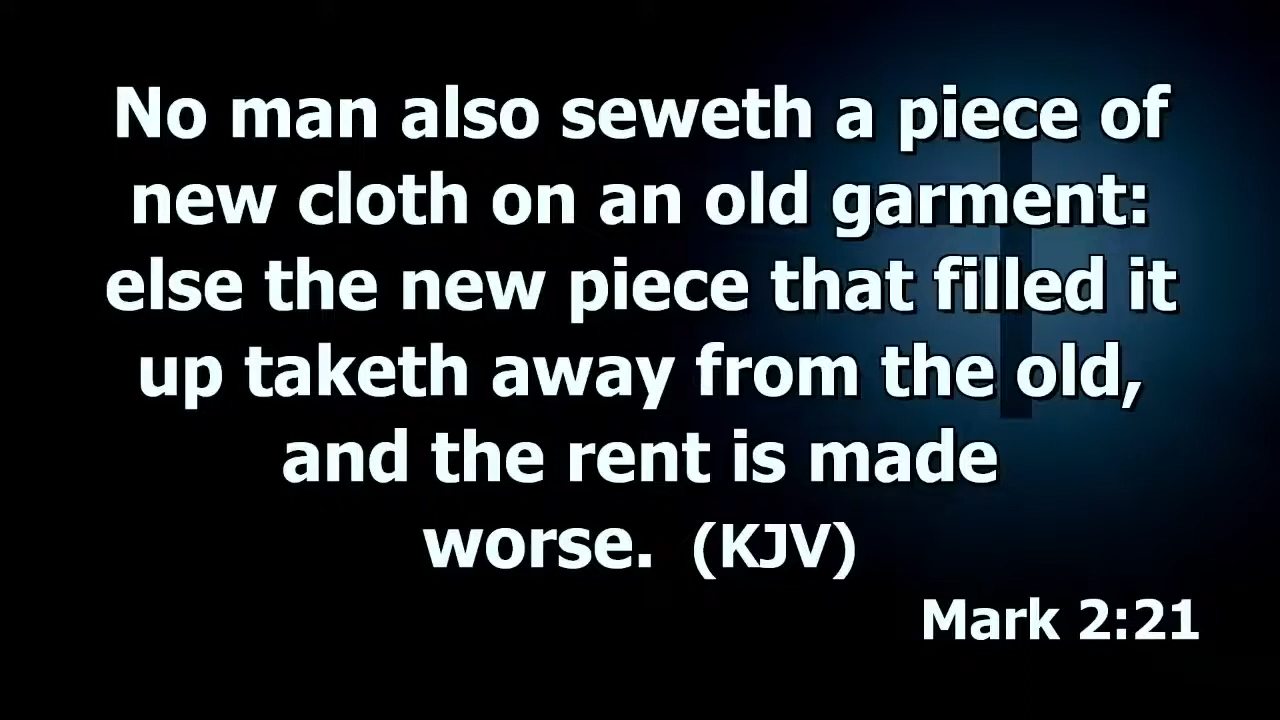 No man also seweth a piece of
new cloth on an old garment:
else the new piece that filled it
up taketh away from the old,
and the rent is made
worse.  (KJV)
Mark 2:21